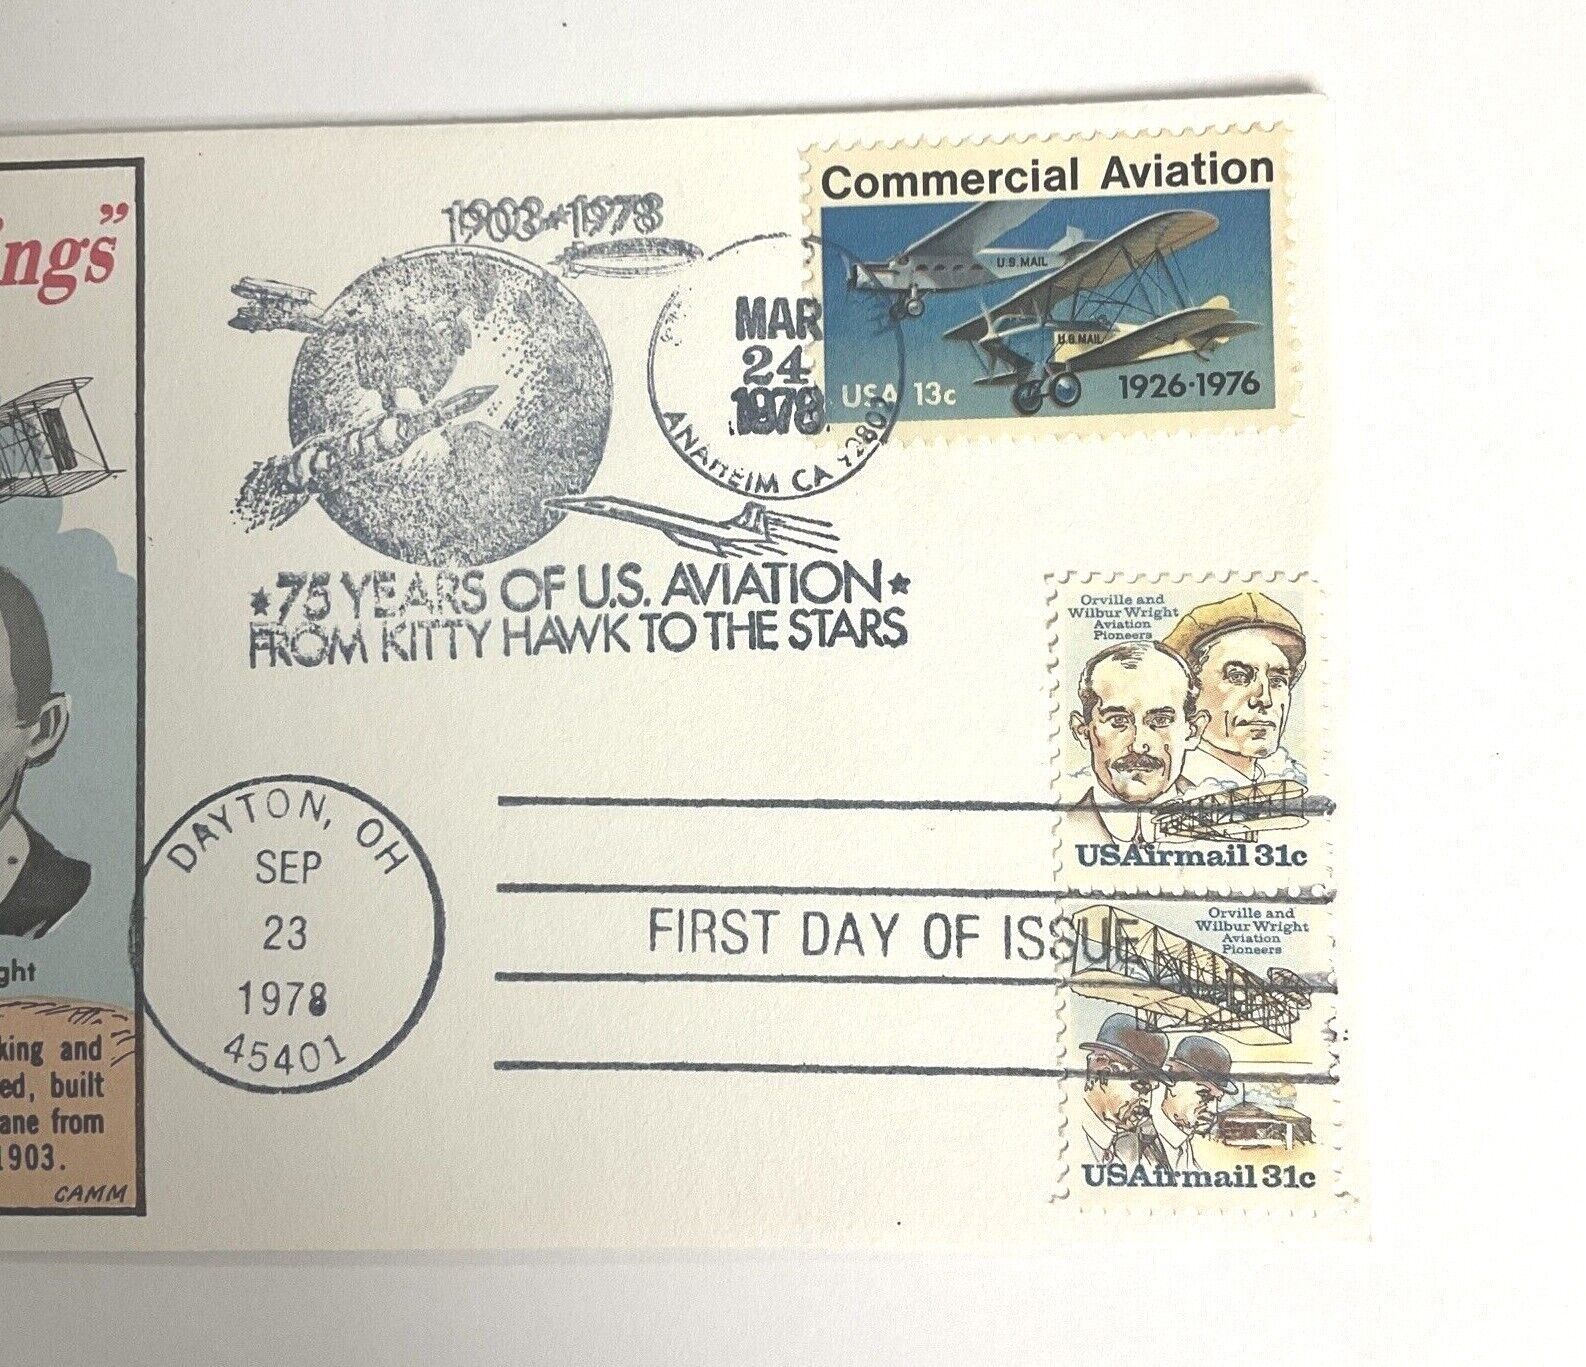 ings"
1903★1978
MAR
24
1978
ANAHEIM CA
Commercial Aviation
U.S. MAIL
U.S. MAIL
USA 13c
1926·1976
★75 YEARS OF U.S. AVIATION★
FROM KITTY HAWK TO THE STARS
Orville and
Wilbur Wright
Aviation
Pioneers
USAirmail 31c
DAYTON, OH
SEP
23
1978
45401
FIRST DAY OF ISSUE
Orville and
Wilbur Wright
Aviation
Pioneers
USAirmail 31c
ght
king and
ed, built
ane from
1903.
CAMM